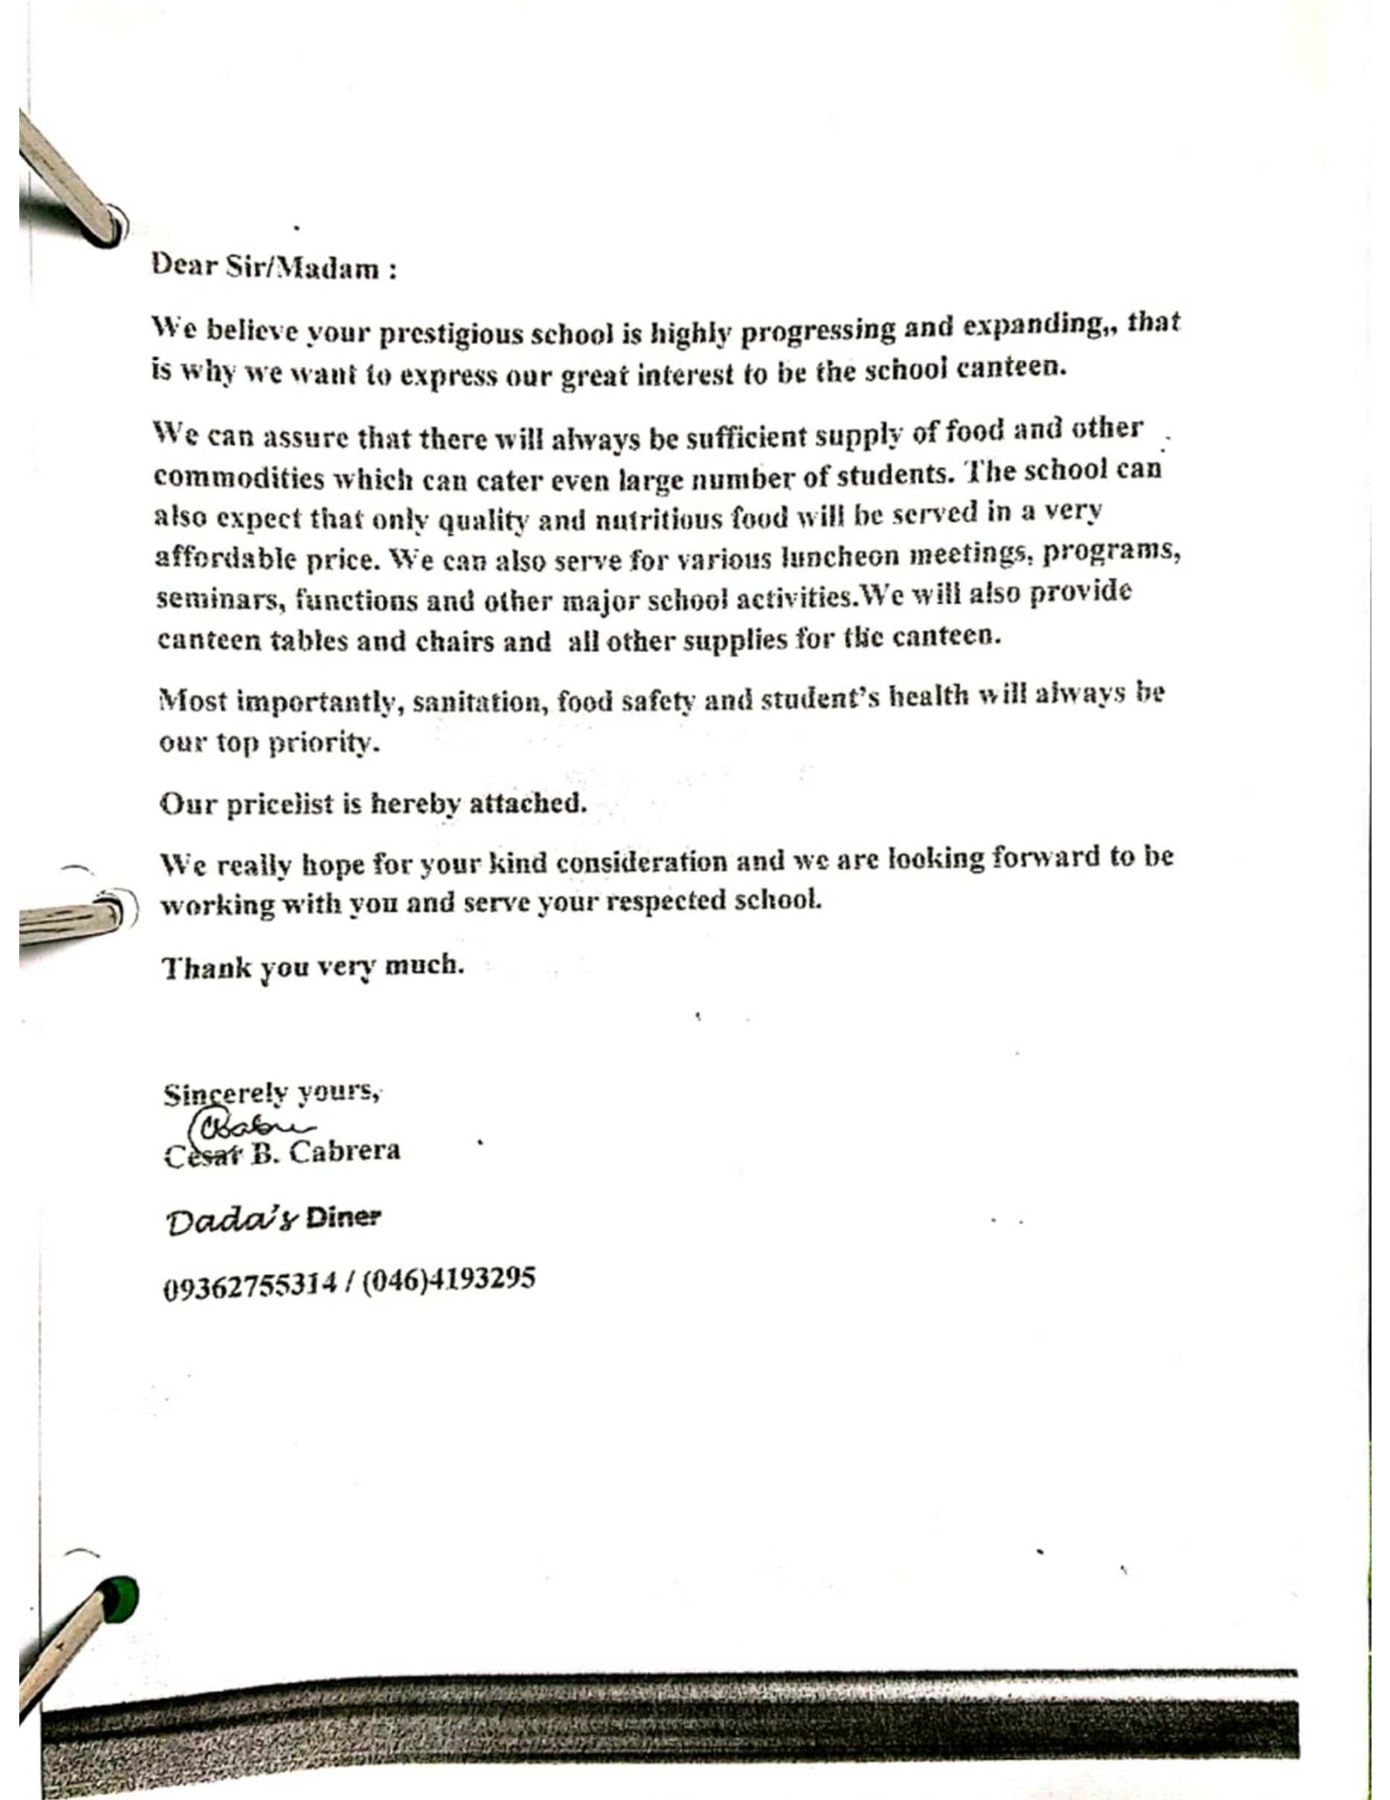 Dear Sir/Madam :
We believe your prestigious school is highly progressing and expanding,, that
is why we want to express our great interest to be the school canteen.
We can assure that there will always be sufficient supply of food and other
commodities which can cater even large number of students. The school can
also expect that only quality and nutritious food will be served in a very
affordable price. We can also serve for various luncheon meetings, programs,
seminars, functions and other major school activities.We will also provide
canteen tables and chairs and all other supplies for the canteen.
Most importantly, sanitation, food safety and student's health will always be
our top priority.
Our pricelist is hereby attached.
We really hope for your kind consideration and we are looking forward to be
working with you and serve your respected school.
Thank you very much.
Sincerely yours,
Cesar B. Cabrera
Dada's Diner
09362755314 / (046)4193295